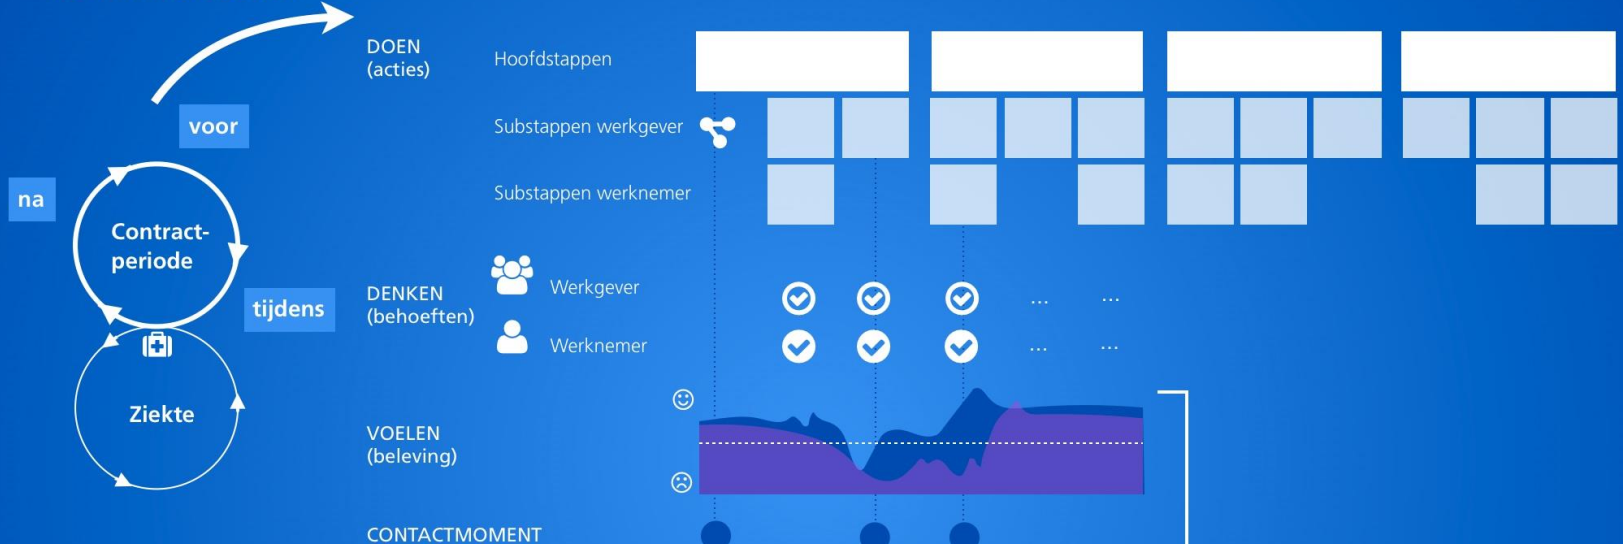 voor
na
Contract-
periode
tijdens
Ziekte
DOEN
(acties)
Hoofdstappen
Substappen werkgever
Substappen werknemer
DENKEN
(behoeften)
Werkgever
... ...
Werknemer
... ...
VOELEN
(beleving)
CONTACTMOMENT